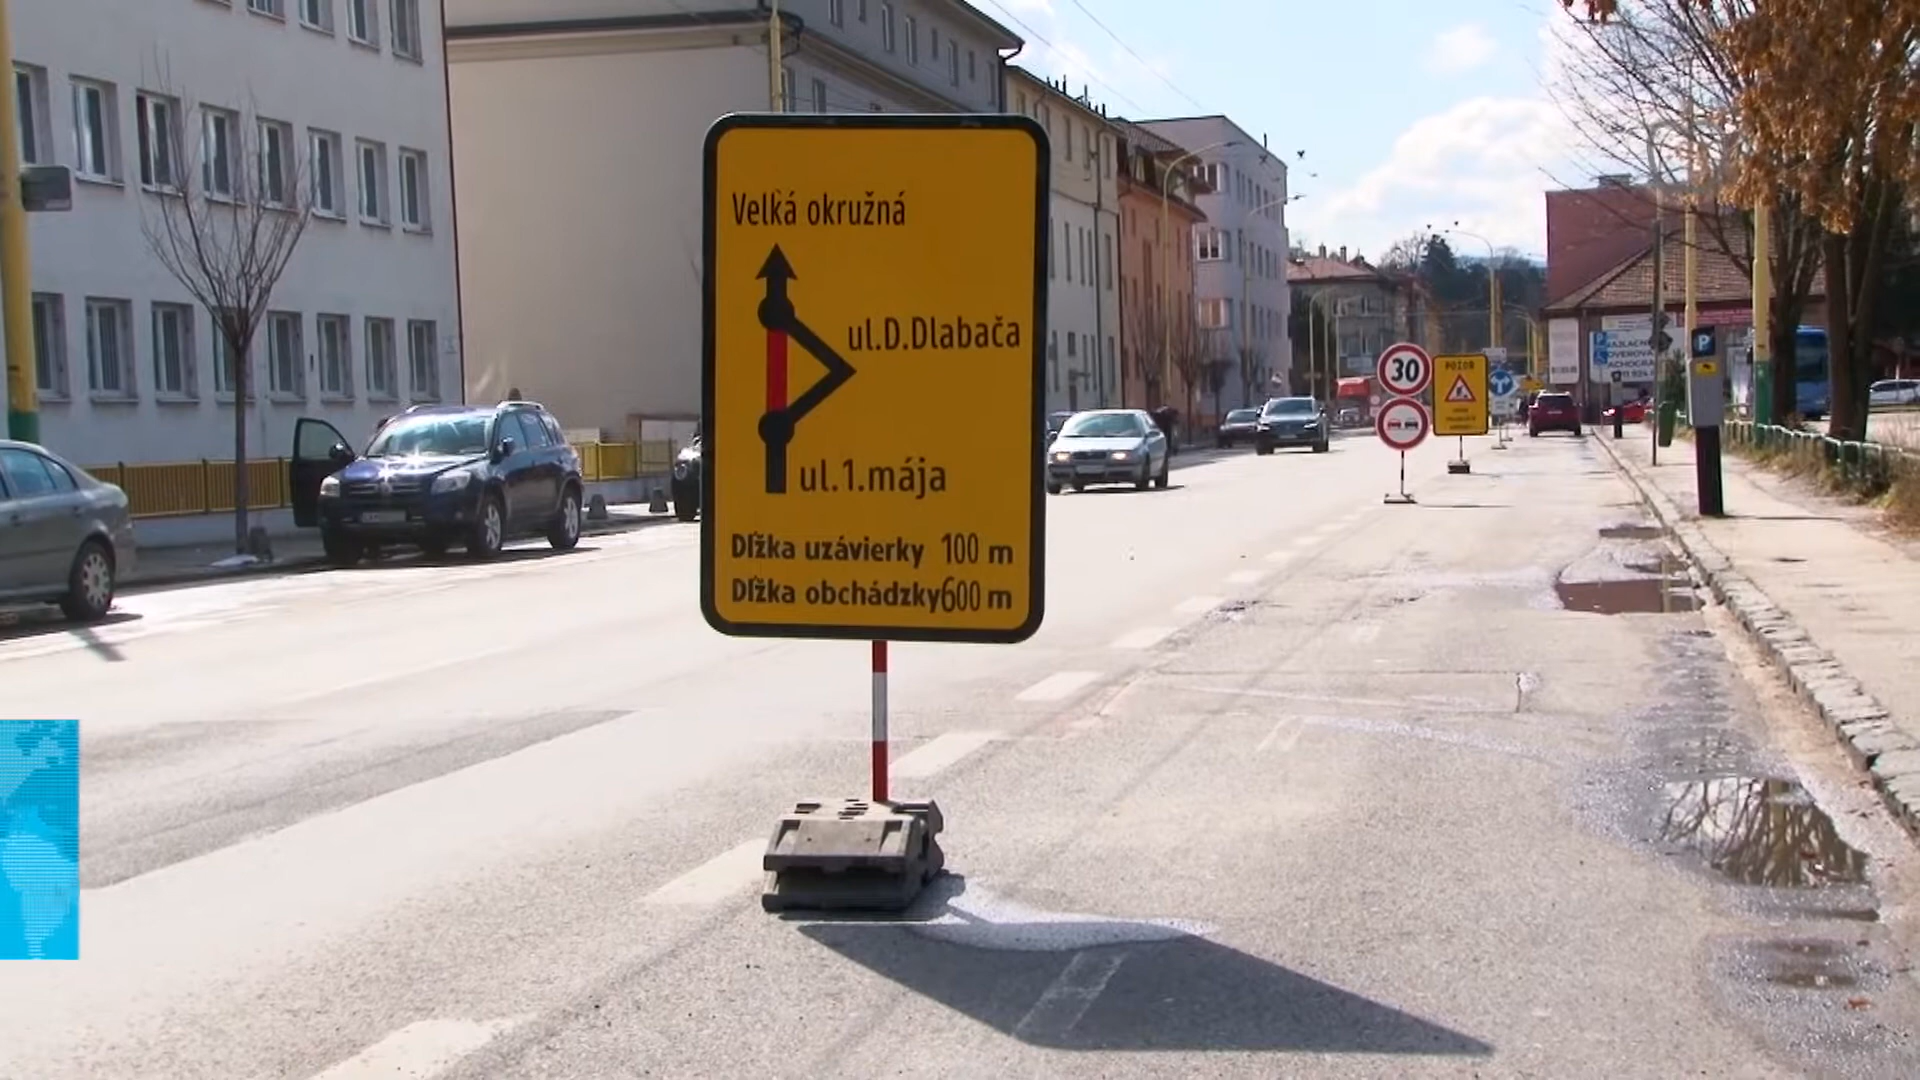 Veľká okružná
ul.D.Dlabača
ul.1.mája
Dĺžka uzávierky 100 m
Dĺžka obchádzky 600 m
30
POZOR
P